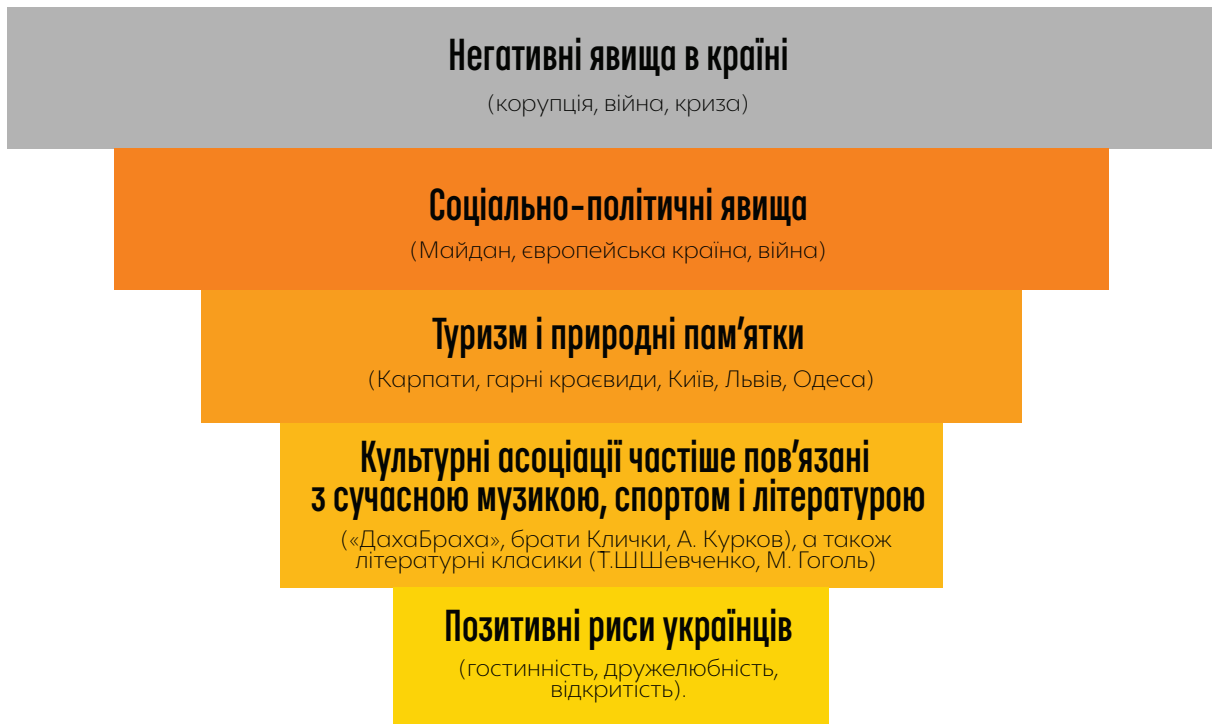 Негативні явища в країні
(корупція, війна, криза)
Соціально-політичні явища
(Майдан, європейська країна, війна)
Туризм і природні пам’ятки
(Карпати, гарні краєвиди, Київ, Львів, Одеса)
Культурні асоціації частіше пов’язані
з сучасною музикою, спортом і літературою
(«ДахаБраха», брати Клички, А. Курков), а також
літературні класики (Т.ШШевченко, М. Гоголь)
Позитивні риси українців
(гостинність, дружелюбність,
відкритість).